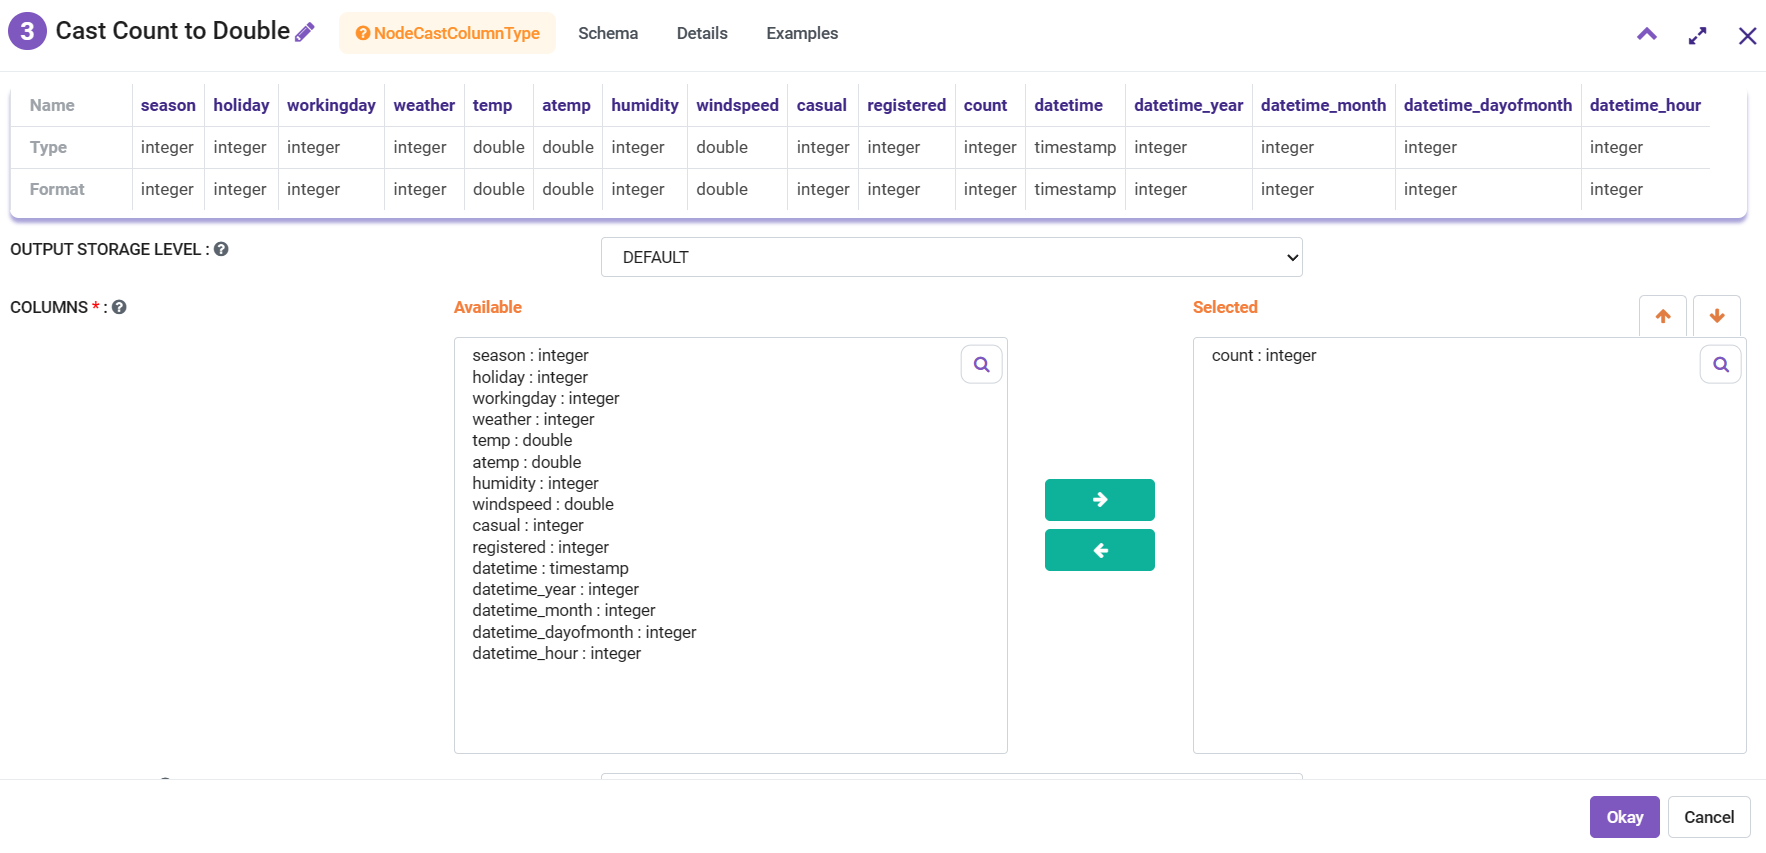 3 Cast Count to Double NodeCastColumnType Schema Details Examples
Name season holiday workingday weather temp atemp humidity windspeed casual registered count datetime datetime_year datetime_month datetime_dayofmonth datetime_hour
Type integer integer integer integer double double integer double integer integer integer timestamp integer integer integer integer
Format integer integer integer integer double double integer double integer integer integer timestamp integer integer integer integer
OUTPUT STORAGE LEVEL : DEFAULT
COLUMNS * : Available Selected
season : integer
holiday : integer
workingday : integer
weather : integer
temp : double
atemp : double
humidity : integer
windspeed : double
casual : integer
registered : integer
datetime : timestamp
datetime_year : integer
datetime_month : integer
datetime_dayofmonth : integer
datetime_hour : integer
count : integer
Okay Cancel